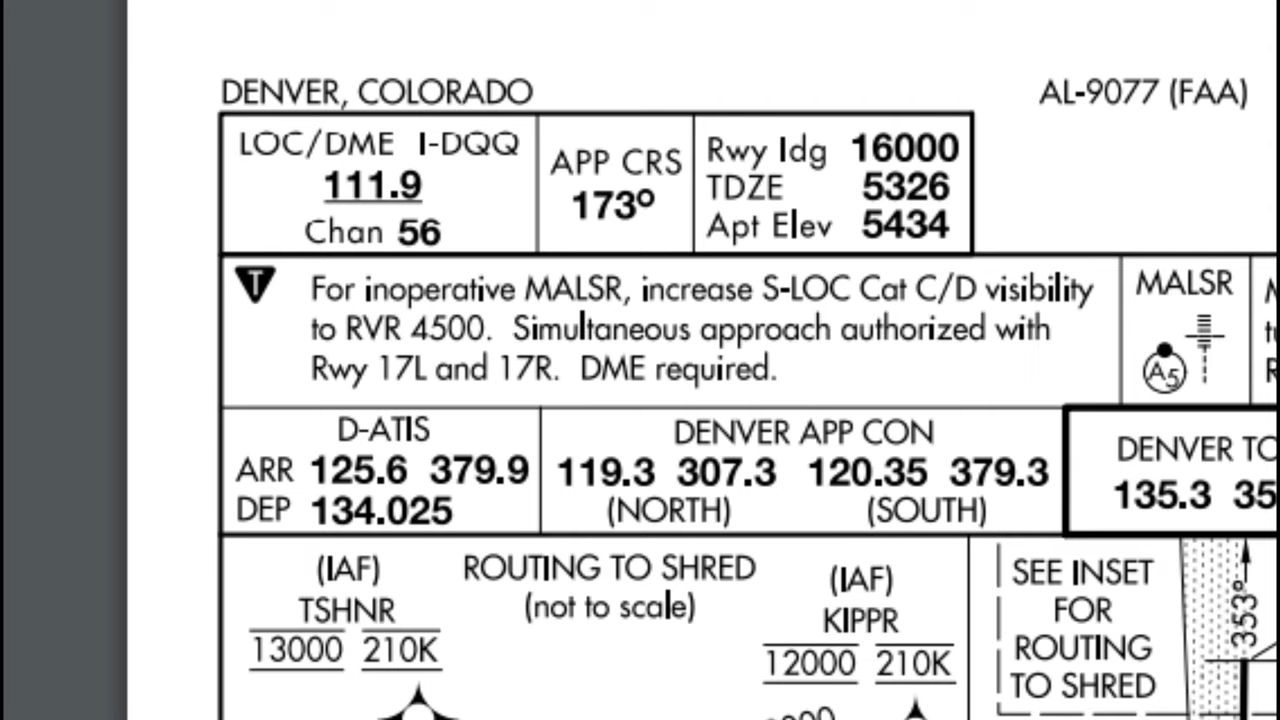 DENVER, COLORADO
AL-9077 (FAA)
LOC/DME I-DQQ
111.9
Chan 56
APP CRS
173°
Rwy ldg 16000
TDZE 5326
Apt Elev 5434
T
For inoperative MALSR, increase S-LOC Cat C/D visibility
to RVR 4500. Simultaneous approach authorized with
Rwy 17L and 17R. DME required.
MALSR
A5
D-ATIS
ARR 125.6 379.9
DEP 134.025
DENVER APP CON
119.3 307.3 120.35 379.3
(NORTH) (SOUTH)
DENVER TO
135.3 35
(IAF)
TSHNR
13000 210K
ROUTING TO SHRED
(not to scale)
(IAF)
KIPPR
12000 210K
SEE INSET
FOR
ROUTING
TO SHRED
353°